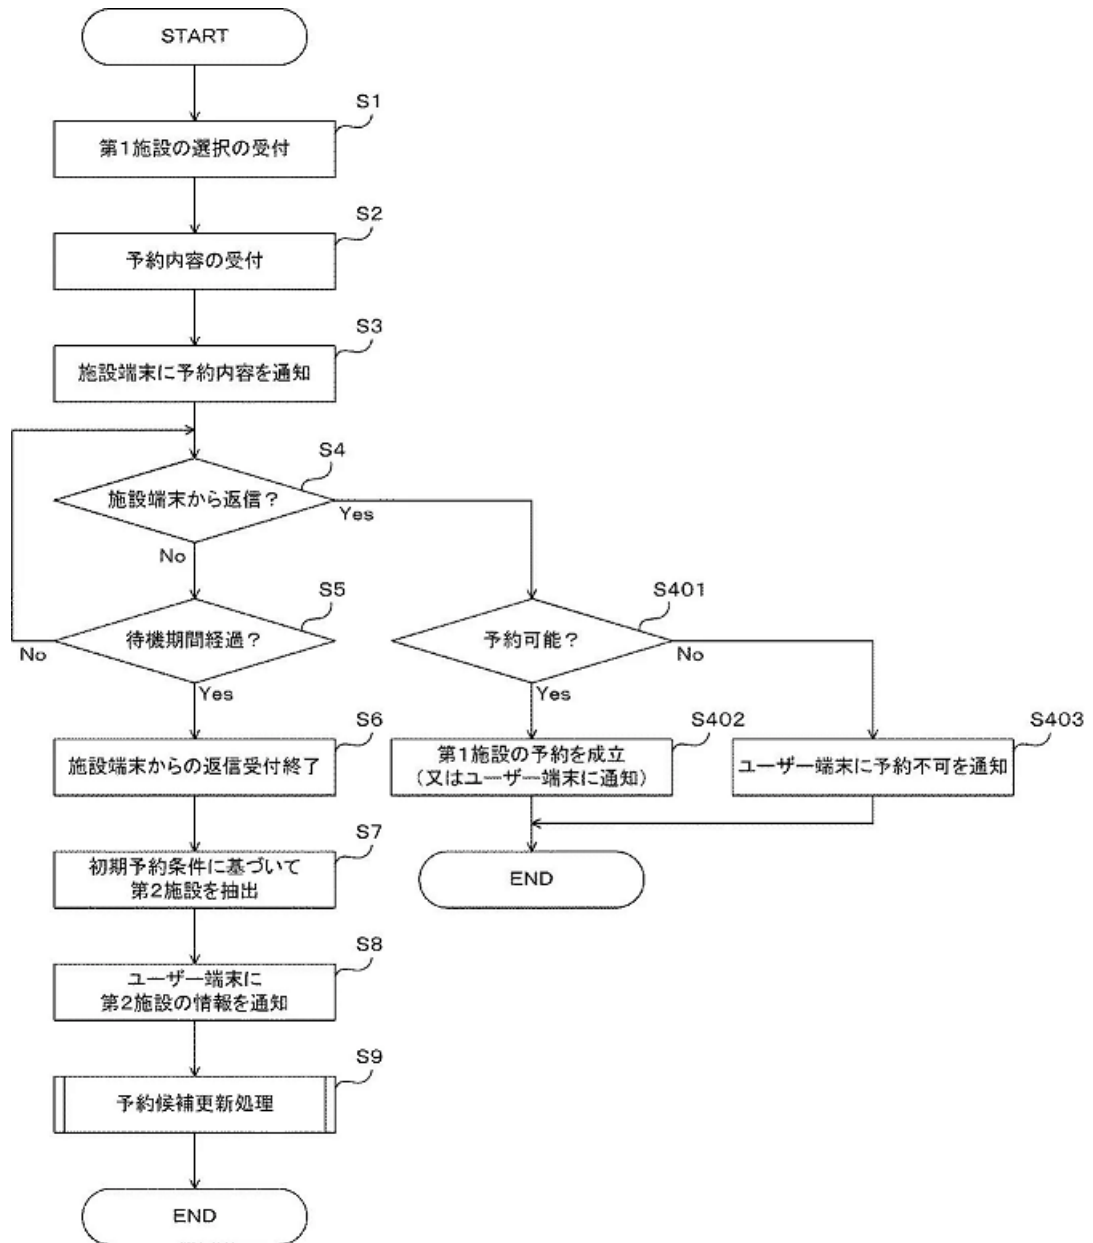 START
S1
第1施設の選択の受付
S2
予約内容の受付
S3
施設端末に予約内容を通知
S4
施設端末から返信？
Yes
No
S5
待機期間経過？
No
Yes
S401
予約可能？
No
Yes
S6
施設端末からの返信受付終了
S402
第1施設の予約を成立
（又はユーザー端末に通知）
S403
ユーザー端末に予約不可を通知
S7
初期予約条件に基づいて
第2施設を抽出
END
S8
ユーザー端末に
第2施設の情報を通知
S9
予約候補更新処理
END